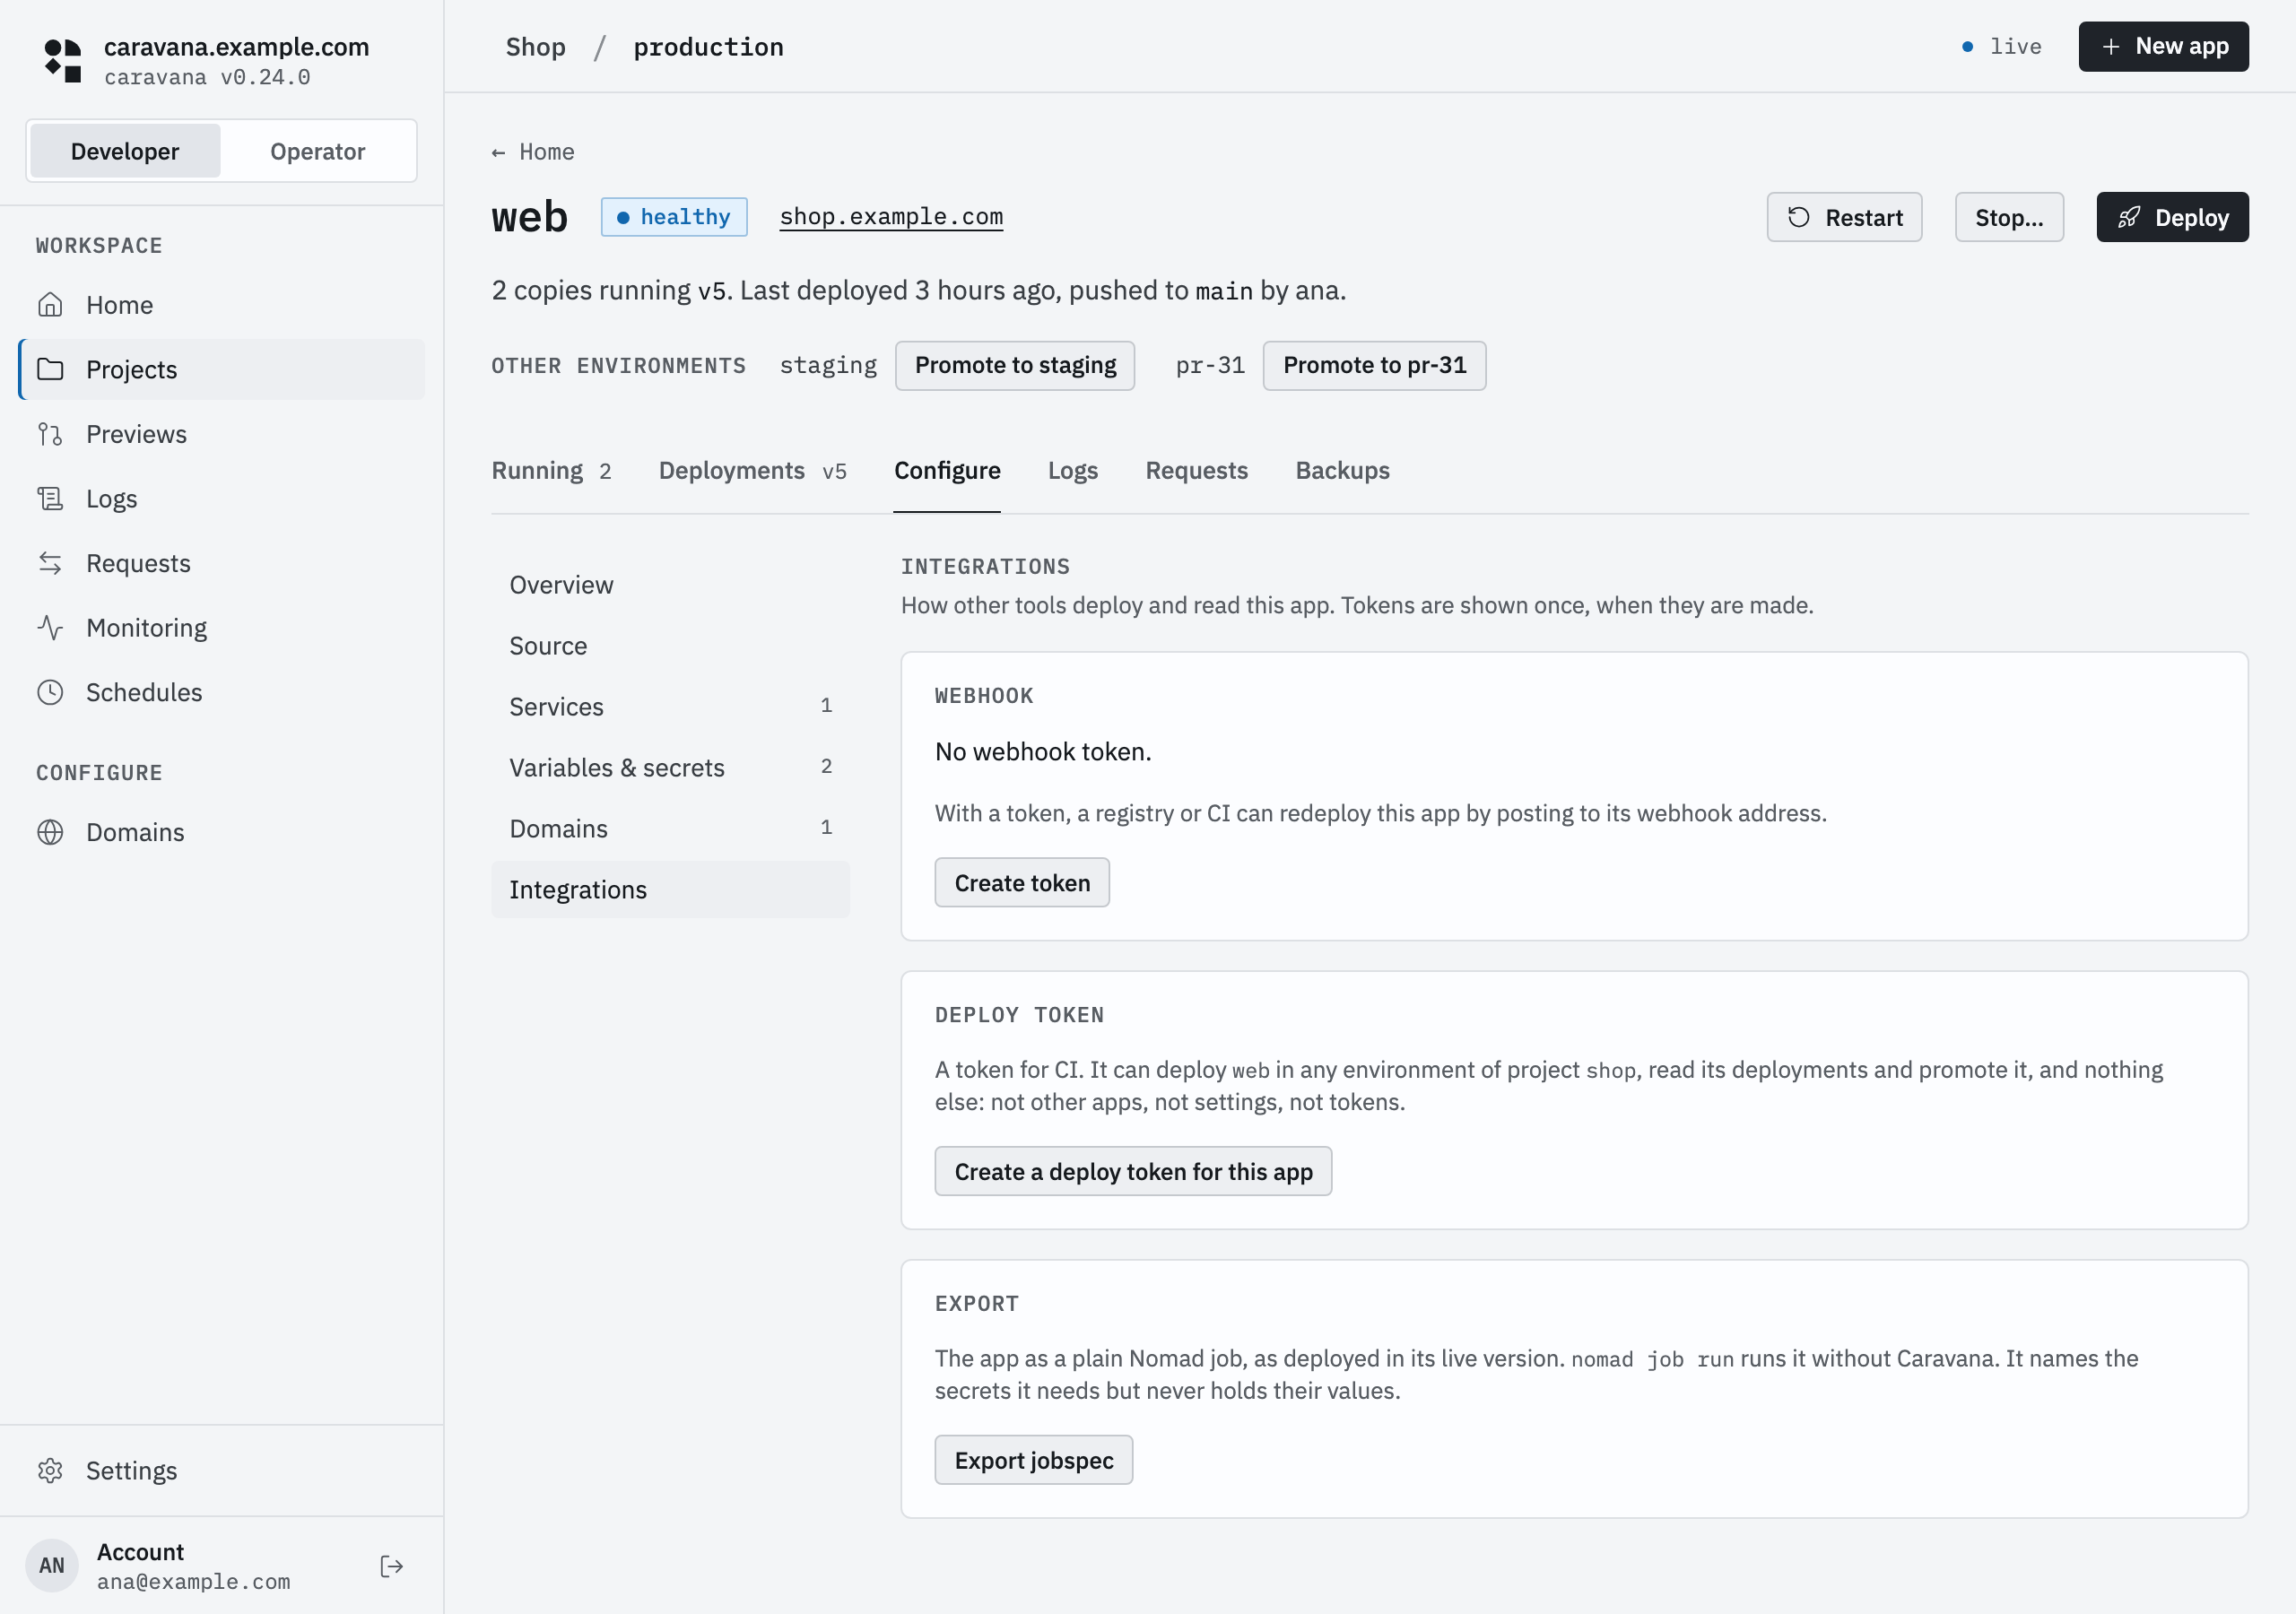 caravana.example.com
caravana v0.24.0
Developer
Operator
WORKSPACE
Home
Projects
Previews
Logs
Requests
Monitoring
Schedules
CONFIGURE
Domains
Settings
AN
Account
ana@example.com
Shop / production
live
+ New app
← Home
web
healthy
shop.example.com
Restart
Stop...
Deploy
2 copies running v5. Last deployed 3 hours ago, pushed to main by ana.
OTHER ENVIRONMENTS staging Promote to staging pr-31 Promote to pr-31
Running 2 Deployments v5 Configure Logs Requests Backups
Overview
Source
Services 1
Variables & secrets 2
Domains 1
Integrations
INTEGRATIONS
How other tools deploy and read this app. Tokens are shown once, when they are made.
WEBHOOK
No webhook token.
With a token, a registry or CI can redeploy this app by posting to its webhook address.
Create token
DEPLOY TOKEN
A token for CI. It can deploy web in any environment of project shop, read its deployments and promote it, and nothing
else: not other apps, not settings, not tokens.
Create a deploy token for this app
EXPORT
The app as a plain Nomad job, as deployed in its live version. nomad job run runs it without Caravana. It names the
secrets it needs but never holds their values.
Export jobspec